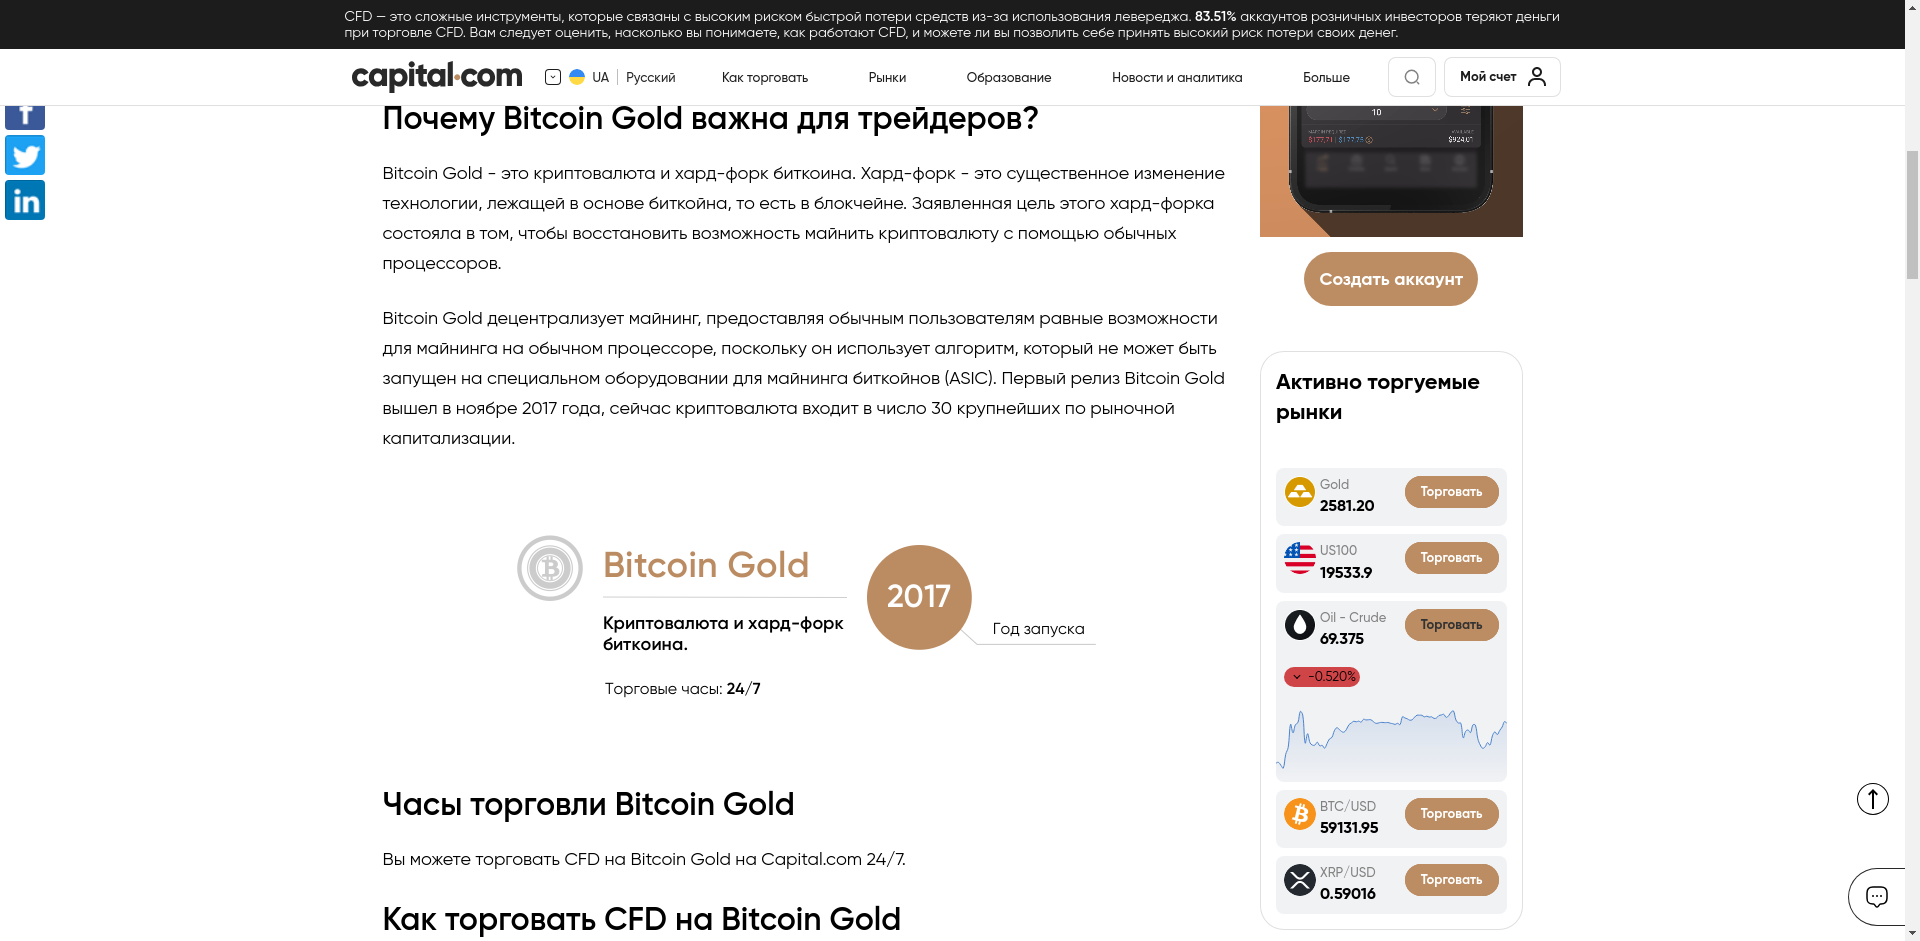 CFD — это сложные инструменты, которые связаны с высоким риском быстрой потери средств из-за использования левереджа. 83.51% аккаунтов розничных инвесторов теряют деньги
при торговле CFD. Вам следует оценить, насколько вы понимаете, как работают CFD, и можете ли вы позволить себе принять высокий риск потери своих денег.
capital.com
UA | Русский
Как торговать
Рынки
Образование
Новости и аналитика
Больше
Мой счет
f
in
Почему Bitcoin Gold важна для трейдеров?
Bitcoin Gold - это криптовалюта и хард-форк биткоина. Хард-форк - это существенное изменение
технологии, лежащей в основе биткойна, то есть в блокчейне. Заявленная цель этого хард-форка
состояла в том, чтобы восстановить возможность майнить криптовалюту с помощью обычных
процессоров.
Bitcoin Gold децентрализует майнинг, предоставляя обычным пользователям равные возможности
для майнинга на обычном процессоре, поскольку он использует алгоритм, который не может быть
запущен на специальном оборудовании для майнинга биткойнов (ASIC). Первый релиз Bitcoin Gold
вышел в ноябре 2017 года, сейчас криптовалюта входит в число 30 крупнейших по рыночной
капитализации.
Bitcoin Gold
Криптовалюта и хард-форк
биткоина.
Торговые часы: 24/7
2017
Год запуска
Часы торговли Bitcoin Gold
Вы можете торговать CFD на Bitcoin Gold на Capital.com 24/7.
Как торговать CFD на Bitcoin Gold
10
$177.71 | $177.75
$924.01
Создать аккаунт
Активно торгуемые
рынки
Gold
2581.20
Торговать
US100
19533.9
Торговать
Oil - Crude
69.375
Торговать
-0.520%
BTC/USD
59131.95
Торговать
XRP/USD
0.59016
Торговать